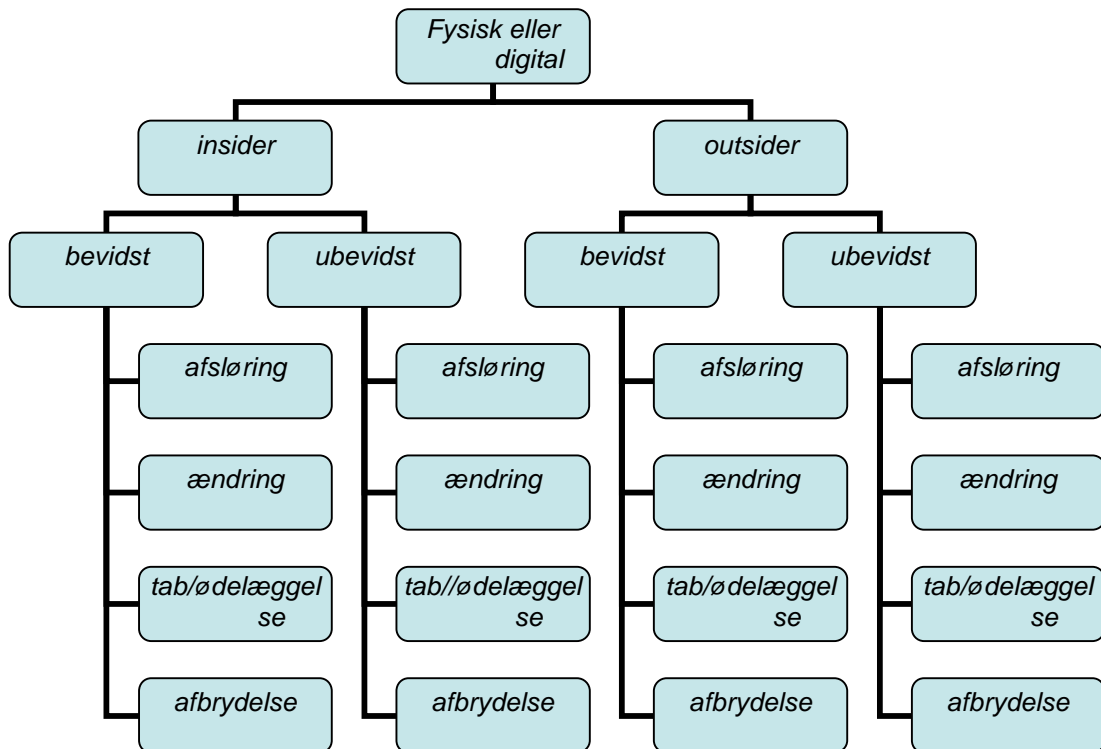 Fysisk eller
digital
insider
outsider
bevidst
ubevidst
bevidst
ubevidst
afsløring
afsløring
afsløring
afsløring
ændring
ændring
ændring
ændring
tab/ødelæggel
se
tab//ødelæggel
se
tab/ødelæggel
se
tab/ødelæggel
se
afbrydelse
afbrydelse
afbrydelse
afbrydelse